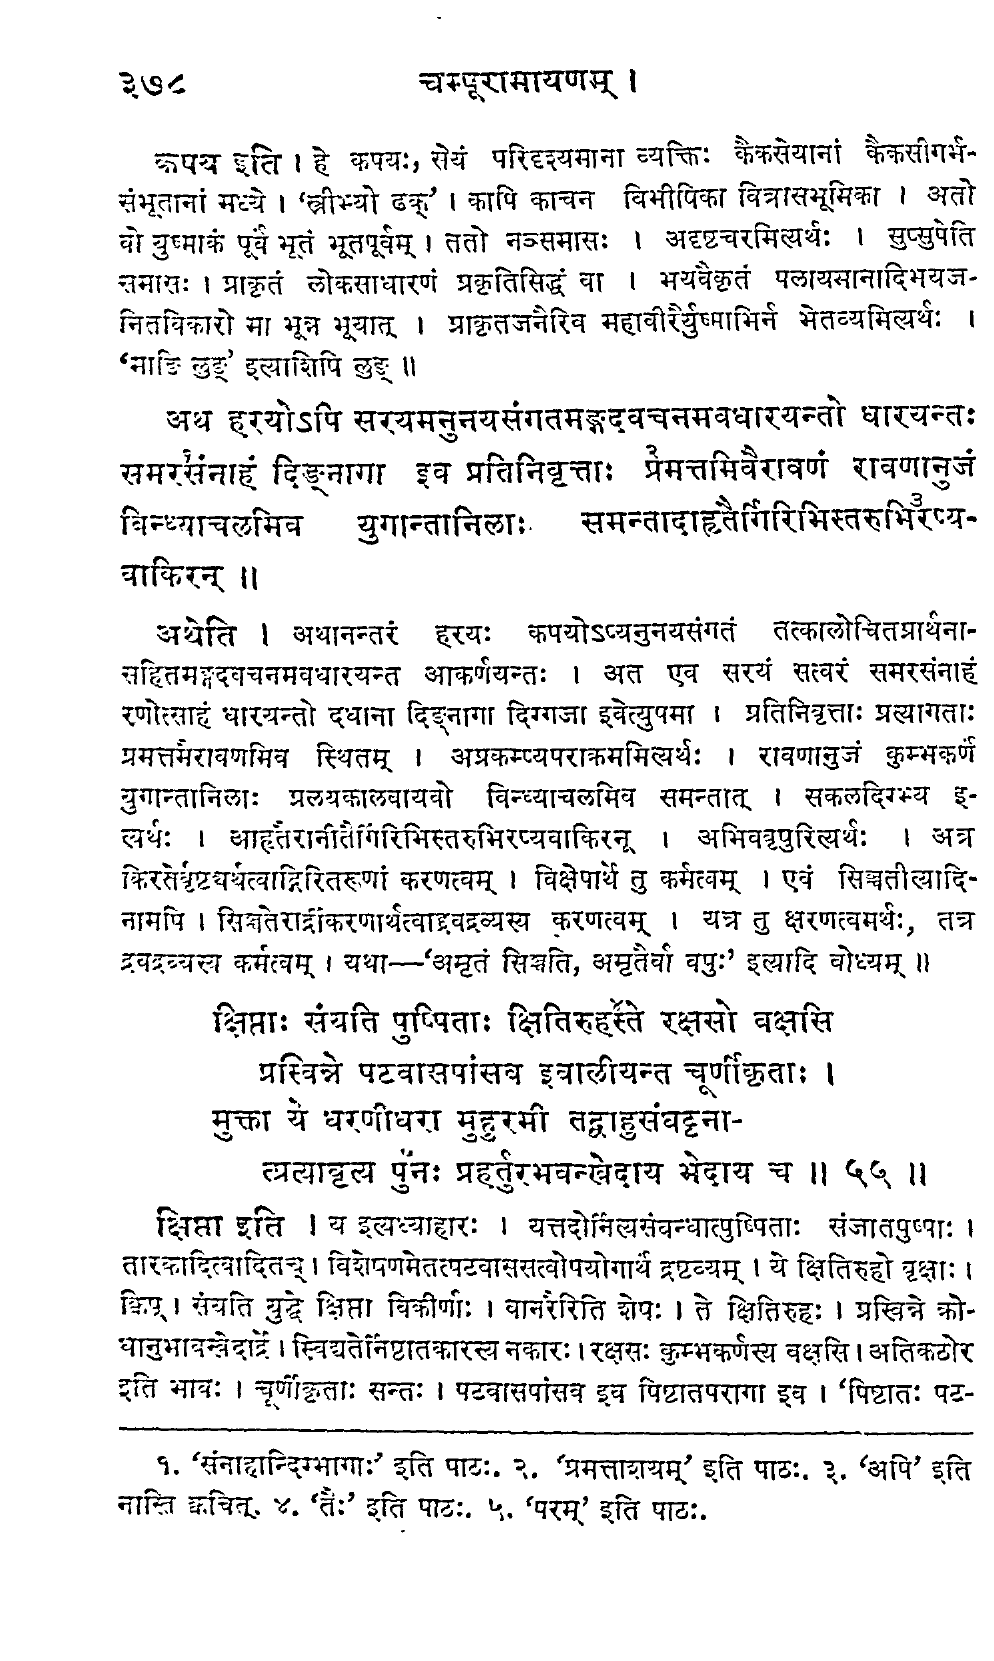 ३७८ चम्पूरामायणम् ।
कपय इति । हे कपयः, सेयं परिदृश्यमाना व्यक्तिः कैकसेयानां कैकसीगर्भ-
संभूतानां मध्ये । ‘स्त्रीभ्यो ढक्’ । कापि काचन विभीषिका वित्रासभूमिका । अतो
वो युष्माकं पूर्वं भूतं भूतपूर्वम् । ततो नञ्समासः । अदृष्टचरमित्यर्थः । सुप्सुपेति
समासः । प्राकृतं लोकसाधारणं प्रकृतिसिद्धं वा । भयवैकृतं पलायमानादिभयज-
नितविकारो मा भून्न भूयात् । प्राकृतजनैरिव महावीरैर्युष्माभिर्न भेतव्यमित्यर्थः ।
‘माङि लुङ्’ इत्याशिषि लुङ् ॥
अथ हरयोऽपि सरयमनुनयसंगतमङ्गदवचनमवधारयन्तो धारयन्तः
समरसंनाहं दिङ्नागा इव प्रतिनिवृत्ताः प्रमत्तमिवैरावणं रावणानुजं
विन्ध्याचलमिव युगान्तानिलाः समन्तादाहृतैर्गिरिभिस्तरुभिरप्य-
वाकिरन् ॥
अथेति । अथानन्तरं हरयः कपयोऽप्यनुनयसंगतं तत्कालोचितप्रार्थना-
सहितमङ्गदवचनमवधारयन्त आकर्णयन्तः । अत एव सरयं सत्वरं समरसंनाहं
रणोत्साहं धारयन्तो दधाना दिङ्नागा दिग्गजा इवेत्युपमा । प्रतिनिवृत्ताः प्रत्यागताः
प्रमत्तमैरावणमिव स्थितम् । अप्रकम्प्यपराक्रममित्यर्थः । रावणानुजं कुम्भकर्णं
युगान्तानिलाः प्रलयकालवायवो विन्ध्याचलमिव समन्तात् । सकलदिग्भ्य इ-
त्यर्थः । आहृतैरानीतैर्गिरिभिस्तरुभिरप्यवाकिरन् । अभिववृपुरित्यर्थः । अत्र
किरतेर्वृष्ट्यर्थत्वाद्गिरितरूणां करणत्वम् । विक्षेपार्थे तु कर्मत्वम् । एवं सिञ्चतीत्यादि-
नामपि । सिञ्चतेरार्द्रीकरणार्थत्वाद्द्रवद्रव्यस्य करणत्वम् । यत्र तु क्षरणत्वमर्थः, तत्र
द्रवद्रव्यस्य कर्मत्वम् । यथा—‘अमृतं सिञ्चति, अमृतैर्वा वपुः’ इत्यादि बोध्यम् ॥
क्षिप्ताः संयति पुष्पिताः क्षितिरुहस्ते रक्षसो वक्षसि
प्रस्विन्ने पटवासपांसव इवालीयन्त चूर्णीकृताः ।
मुक्ता ये धरणीधरा मुहुरमी तद्बाहुसंघट्टना-
त्प्रत्यावृत्य पुनः प्रहर्तुरभवन्खेदाय भेदाय च ॥ ५५ ॥
क्षिप्ता इति । य इत्यध्याहारः । यत्तदोर्नित्यसंबन्धात्पुष्पिताः संजातपुष्पाः ।
तारकादित्वादितच् । विशेषणमेतत्पटवाससत्वोपयोगार्थं द्रष्टव्यम् । ये क्षितिरुहो वृक्षाः ।
क्विप् । संयति युद्धे क्षिप्ता विकीर्णाः । वानरैरिति शेषः । ते क्षितिरुहः । प्रस्विन्ने क्रो-
धानुभावस्वेदार्द्रे । स्विद्यतेर्निष्ठातकारस्य नकारः । रक्षसः कुम्भकर्णस्य वक्षसि । अतिकठोर
इति भावः । चूर्णीकृताः सन्तः । पटवासपांसव इव पिष्टातपरागा इव । ‘पिष्टातः पट-
१. ‘संनाहान्दिग्भागाः’ इति पाठः. २. ‘प्रमत्ताशयम्’ इति पाठः. ३. ‘अपि’ इति
नास्ति क्वचित्. ४. ‘तैः’ इति पाठः. ५. ‘परम्’ इति पाठः.